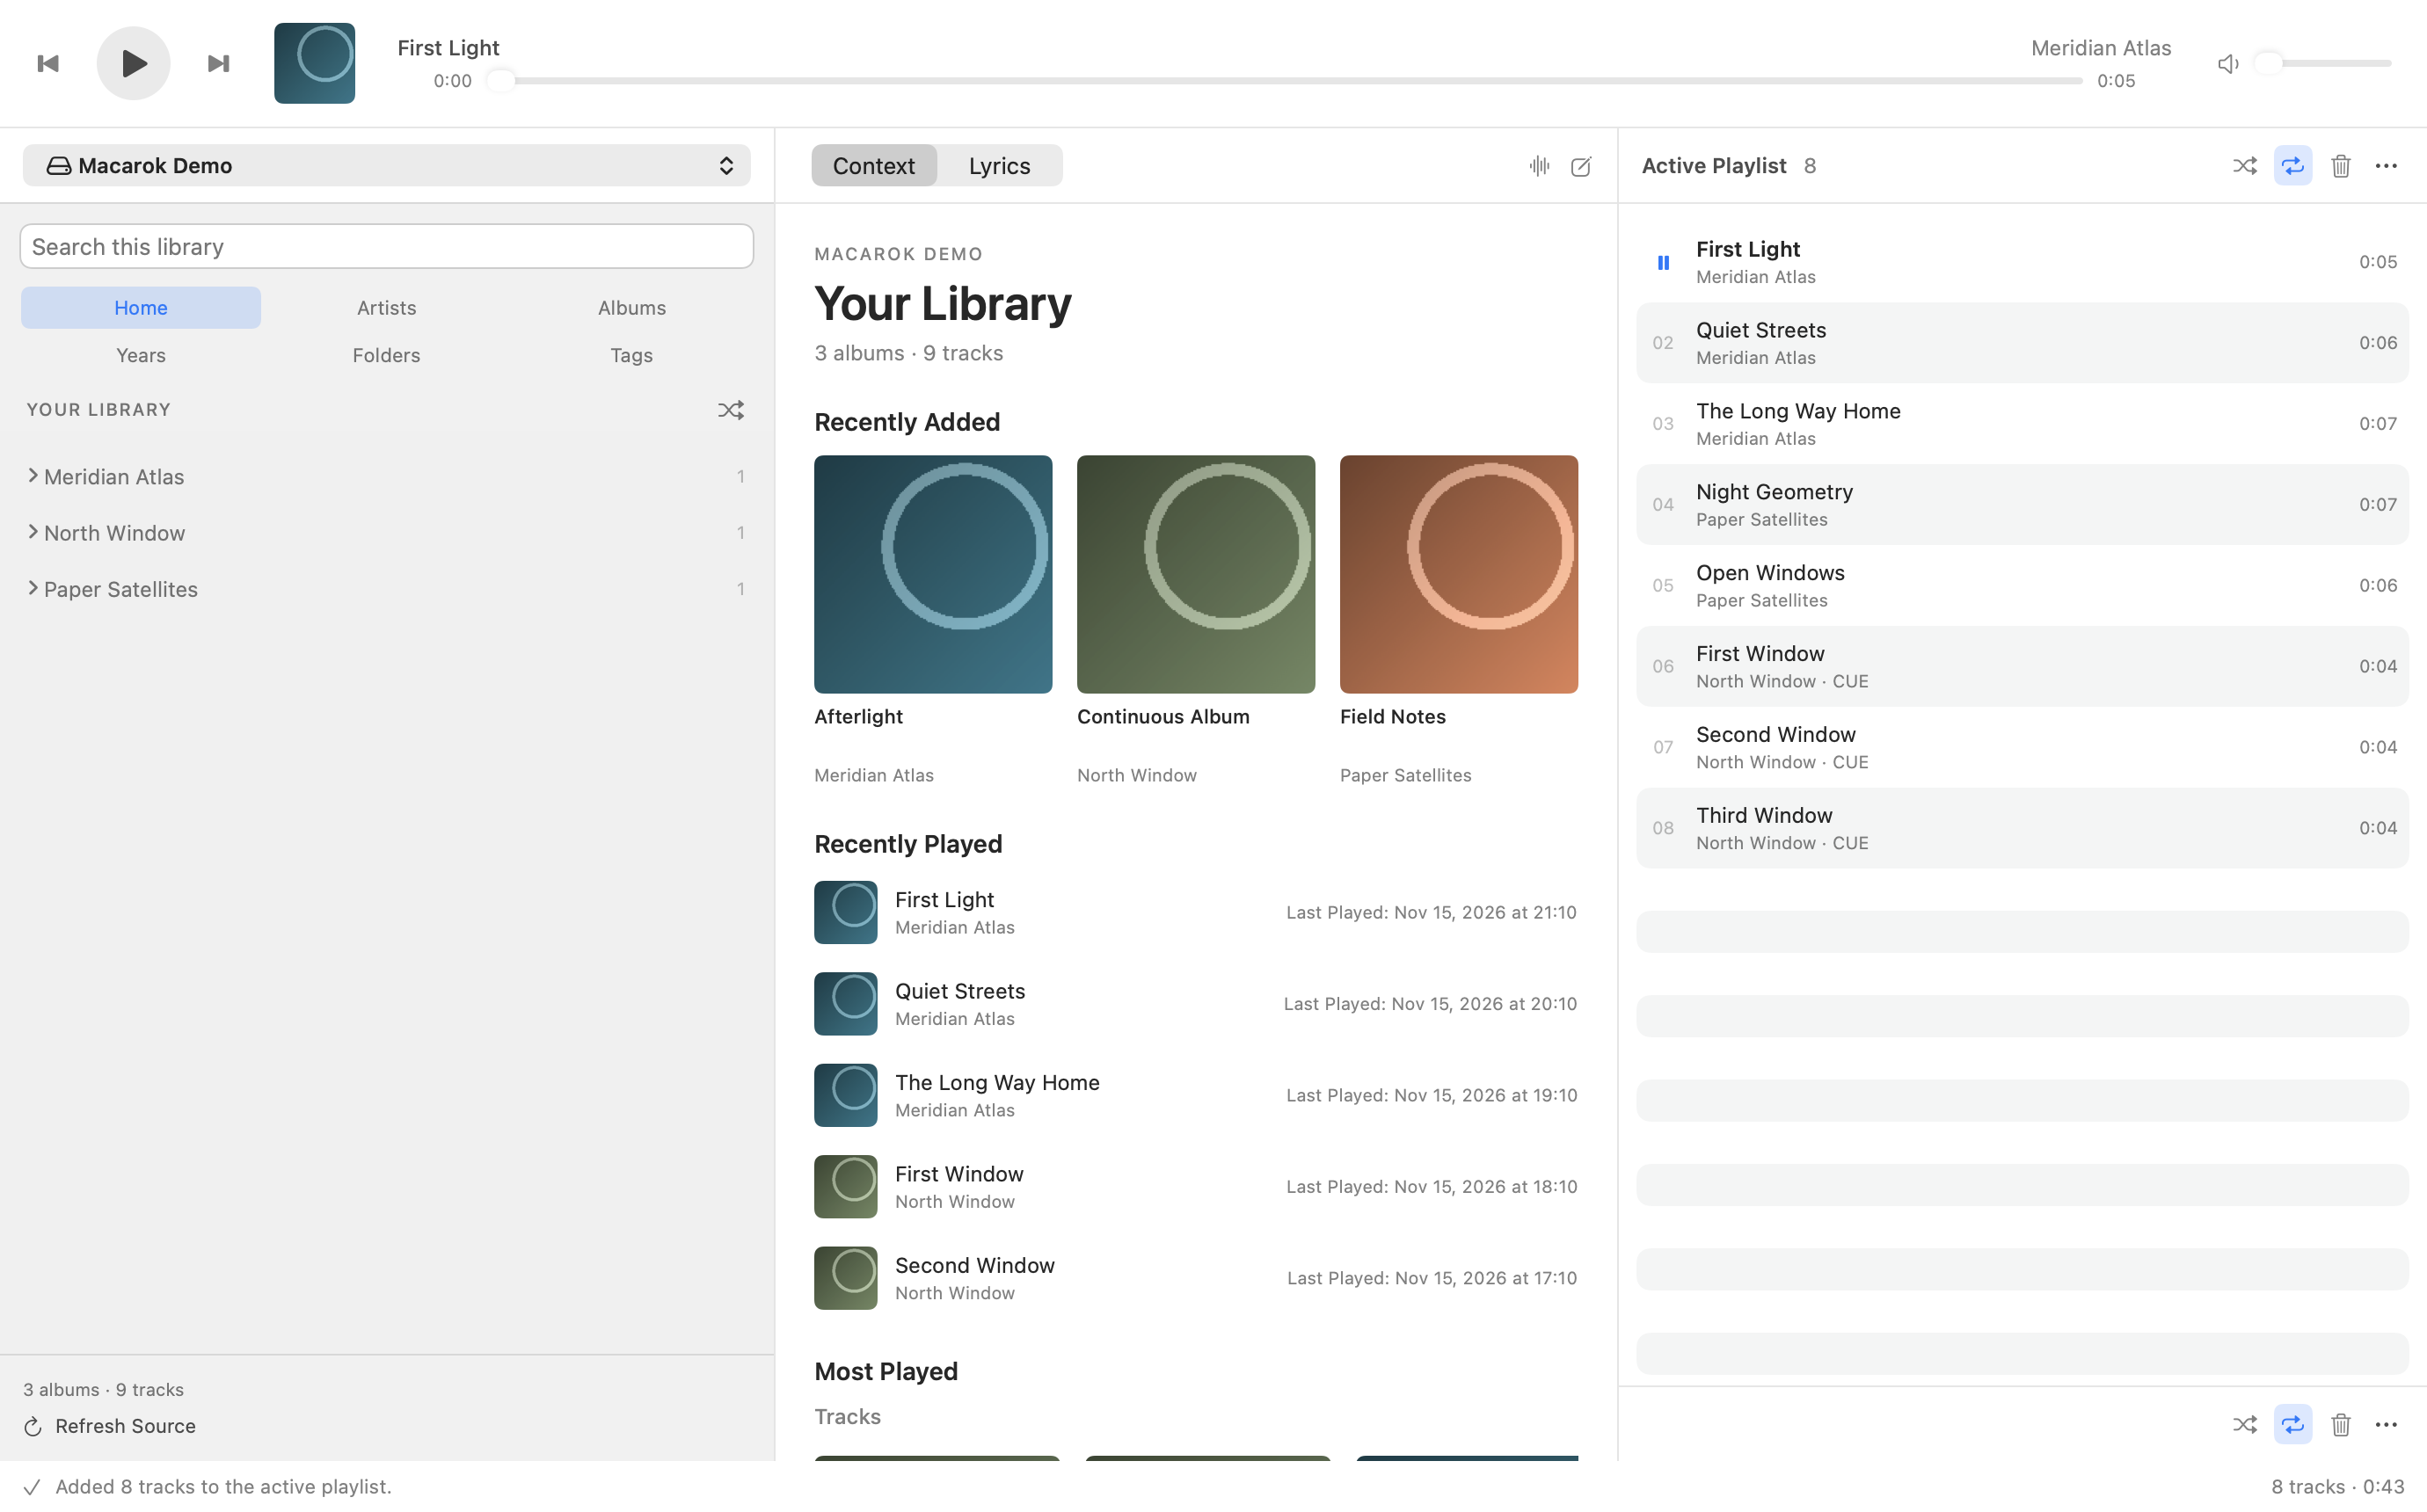 First Light
Meridian Atlas
0:00
0:05
Macarok Demo
Search this library
Home
Artists
Albums
Years
Folders
Tags
YOUR LIBRARY
Meridian Atlas 1
North Window 1
Paper Satellites 1
3 albums · 9 tracks
Refresh Source
Context
Lyrics
MACAROK DEMO
Your Library
3 albums · 9 tracks
Recently Added
Afterlight
Meridian Atlas
Continuous Album
North Window
Field Notes
Paper Satellites
Recently Played
First Light
Meridian Atlas
Last Played: Nov 15, 2026 at 21:10
Quiet Streets
Meridian Atlas
Last Played: Nov 15, 2026 at 20:10
The Long Way Home
Meridian Atlas
Last Played: Nov 15, 2026 at 19:10
First Window
North Window
Last Played: Nov 15, 2026 at 18:10
Second Window
North Window
Last Played: Nov 15, 2026 at 17:10
Most Played
Tracks
Active Playlist 8
First Light
Meridian Atlas
0:05
02
Quiet Streets
Meridian Atlas
0:06
03
The Long Way Home
Meridian Atlas
0:07
04
Night Geometry
Paper Satellites
0:07
05
Open Windows
Paper Satellites
0:06
06
First Window
North Window · CUE
0:04
07
Second Window
North Window · CUE
0:04
08
Third Window
North Window · CUE
0:04
Added 8 tracks to the active playlist.
8 tracks · 0:43